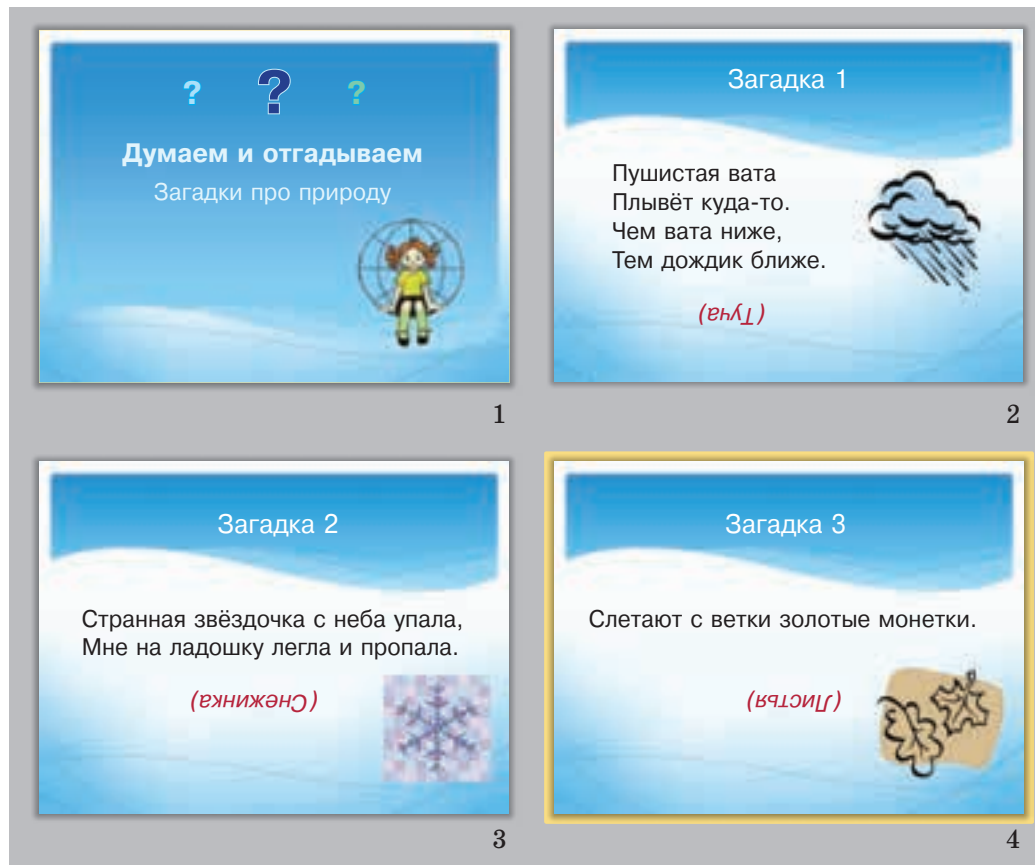 ? ? ?
Думаем и отгадываем
Загадки про природу
1
Загадка 1
Пушистая вата
Плывёт куда-то.
Чем вата ниже,
Тем дождик ближе.
(Туча)
2
Загадка 2
Странная звёздочка с неба упала,
Мне на ладошку легла и пропала.
(Снежинка)
3
Загадка 3
Слетают с ветки золотые монетки.
(Листья)
4